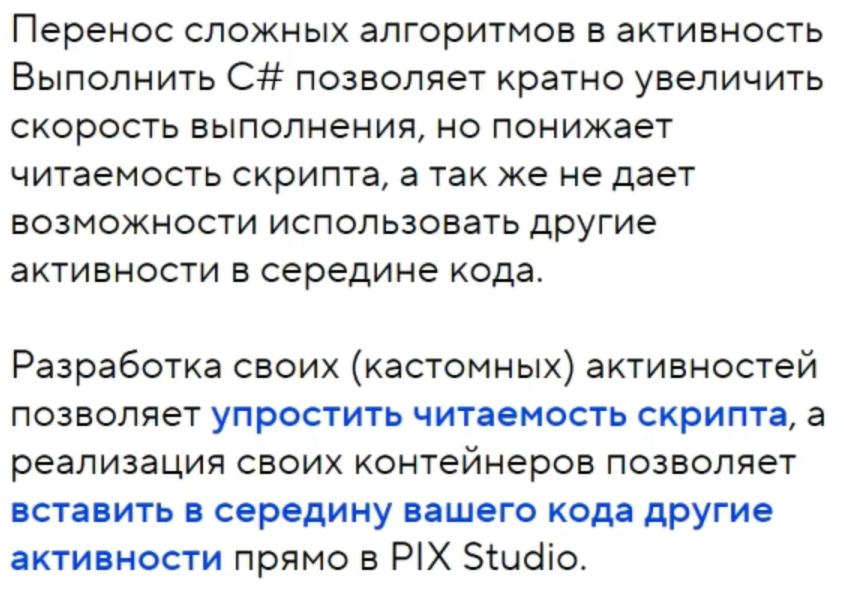 Перенос сложных алгоритмов в активность
Выполнить C# позволяет кратно увеличить
скорость выполнения, но понижает
читаемость скрипта, а так же не дает
возможности использовать другие
активности в середине кода.
Разработка своих (кастомных) активностей
позволяет упростить читаемость скрипта, а
реализация своих контейнеров позволяет
вставить в середину вашего кода другие
активности прямо в PIX Studio.